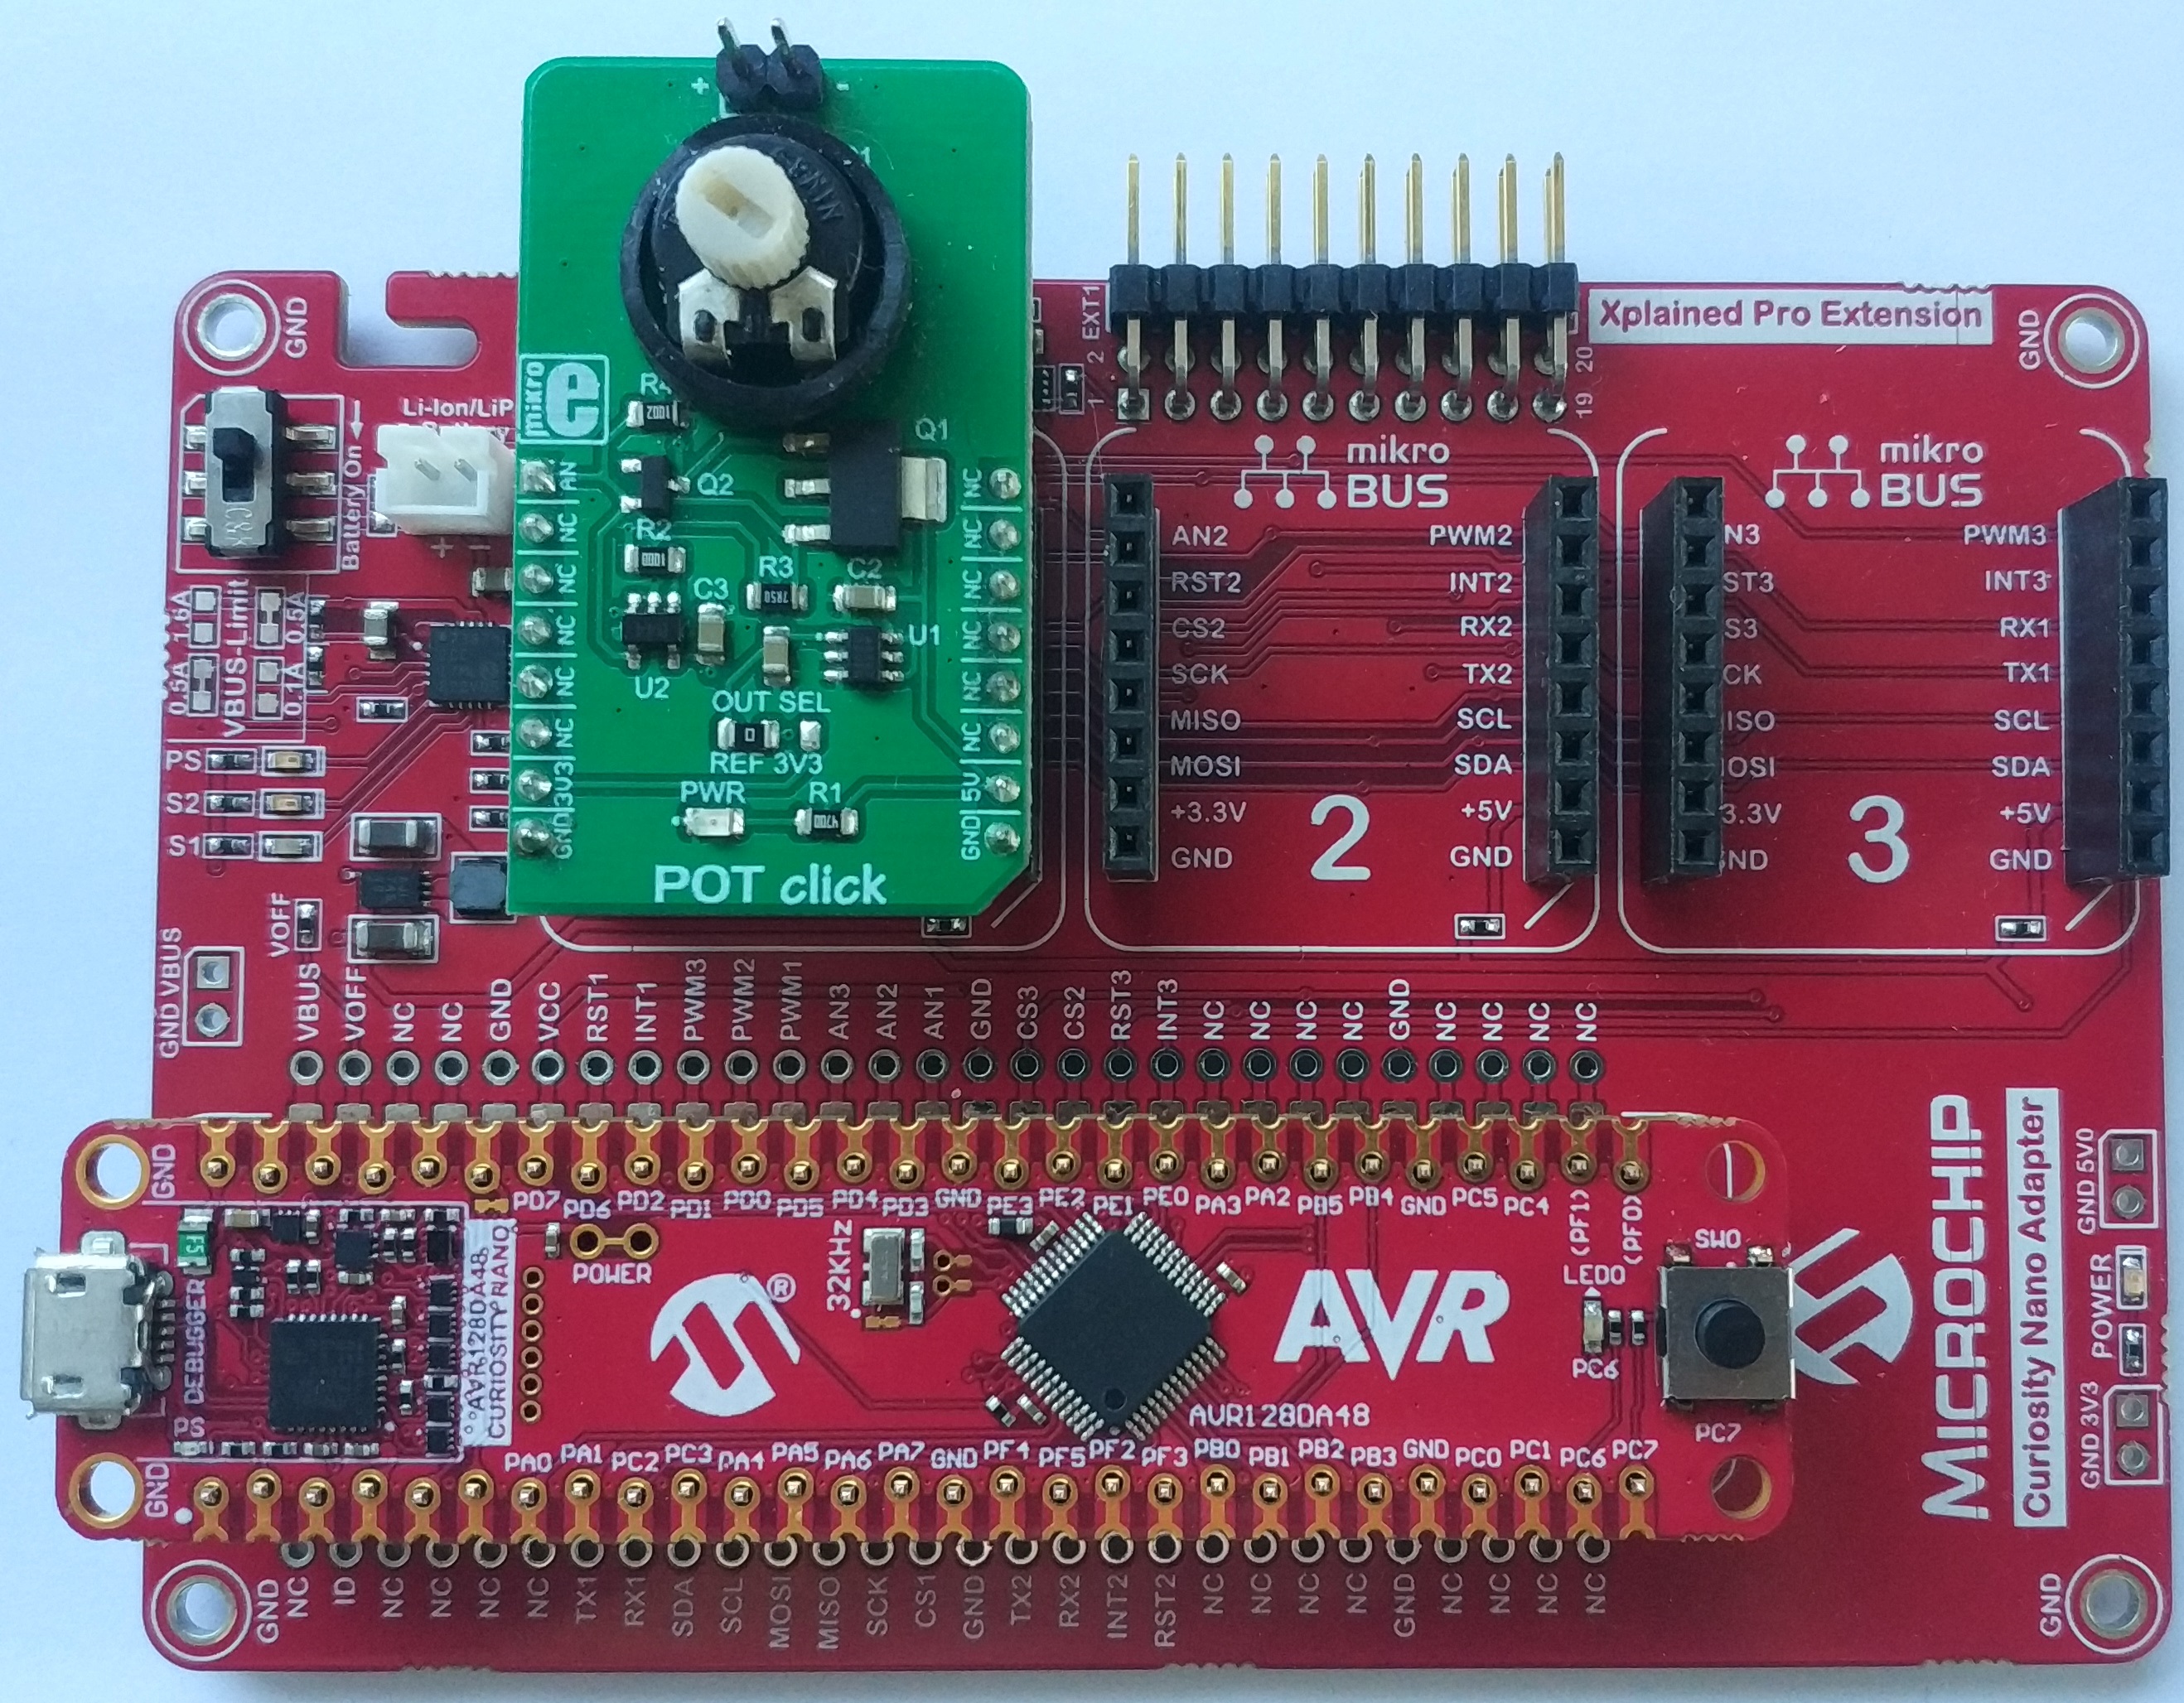 +
-
GND
EXT1
2
20
1
19
Xplained Pro Extension
GND
Li-Ion/LiP
Battery On
+ -
mikro
e
R4
Q1
Q2
R2
R3
C2
C3
U1
U2
OUT SEL
REF 3V3
PWR
R1
AN
NC
NC
NC
NC
NC
3V3
GND
NC
NC
NC
NC
NC
NC
5V
GND
POT click
mikro
BUS
AN2
RST2
CS2
SCK
MISO
MOSI
+3.3V
GND
PWM2
INT2
RX2
TX2
SCL
SDA
+5V
GND
2
mikro
BUS
N3
ST3
S3
CK
ISO
OSI
3.3V
GND
PWM3
INT3
RX1
TX1
SCL
SDA
+5V
GND
3
1.6A
0.5A
VBUS-Limit
0.5A
0.1A
PS
S2
S1
VOFF
GND VBUS
VBUS
VOFF
NC
NC
GND
VCC
RST1
INT1
PWM3
PWM2
PWM1
AN3
AN2
AN1
GND
CS3
CS2
RST3
INT3
NC
NC
NC
NC
GND
NC
NC
NC
NC
GND
PD7
PD6
PD2
PD1
PD0
PD5
PD4
PD3
GND
PE3
PE2
PE1
PE0
PA3
PA2
PB5
PB4
GND
PC5
PC4
(PF1)
(PF0)
DEBUGGER
PS
AVR128DA48
CURIOSITY NANO
POWER
®
32KHz
AVR
AVR128DA48
LED0
PC6
SW0
PC7
GND
PA0
PA1
PC2
PC3
PA4
PA5
PA6
PA7
GND
PF4
PF5
PF2
PF3
PB0
PB1
PB2
PB3
GND
PC0
PC1
PC6
PC7
MICROCHIP
Curiosity Nano Adapter
GND 5V0
POWER
GND 3V3
GND
NC
ID
NC
NC
NC
NC
TX1
RX1
SDA
SCL
MOSI
MISO
SCK
CS1
GND
TX2
RX2
INT2
RST2
NC
NC
NC
NC
GND
NC
NC
NC
NC
GND